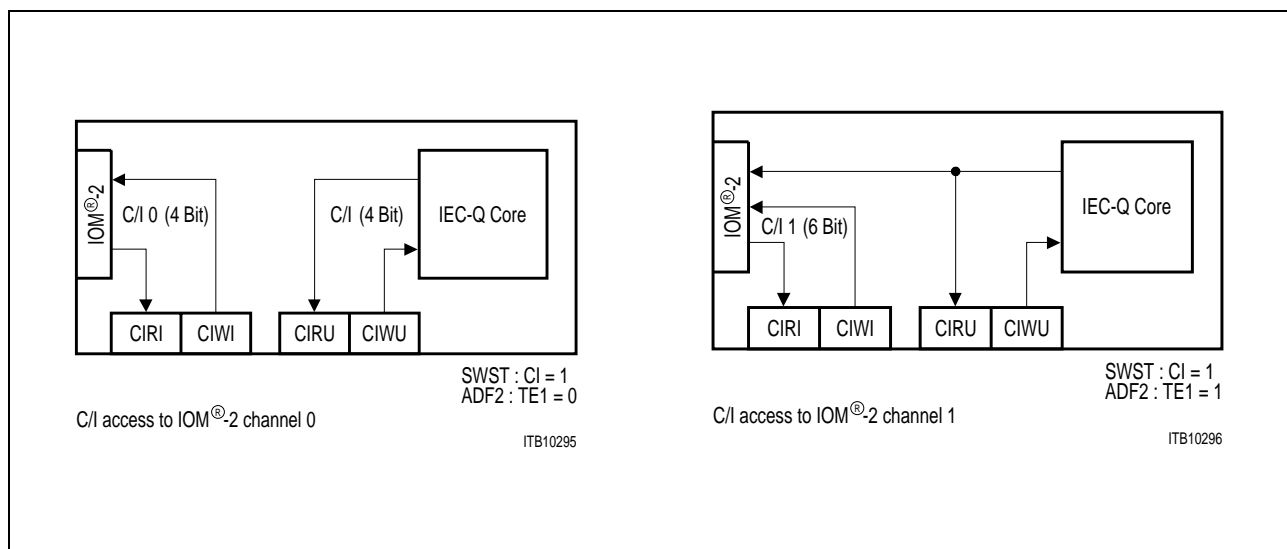 IOM®-2
C/I 0 (4 Bit)
C/I (4 Bit)
IEC-Q Core
CIRI
CIWI
CIRU
CIWU
SWST : CI = 1
ADF2 : TE1 = 0
C/I access to IOM®-2 channel 0
ITB10295
IOM®-2
C/I 1 (6 Bit)
IEC-Q Core
CIRI
CIWI
CIRU
CIWU
SWST : CI = 1
ADF2 : TE1 = 1
C/I access to IOM®-2 channel 1
ITB10296